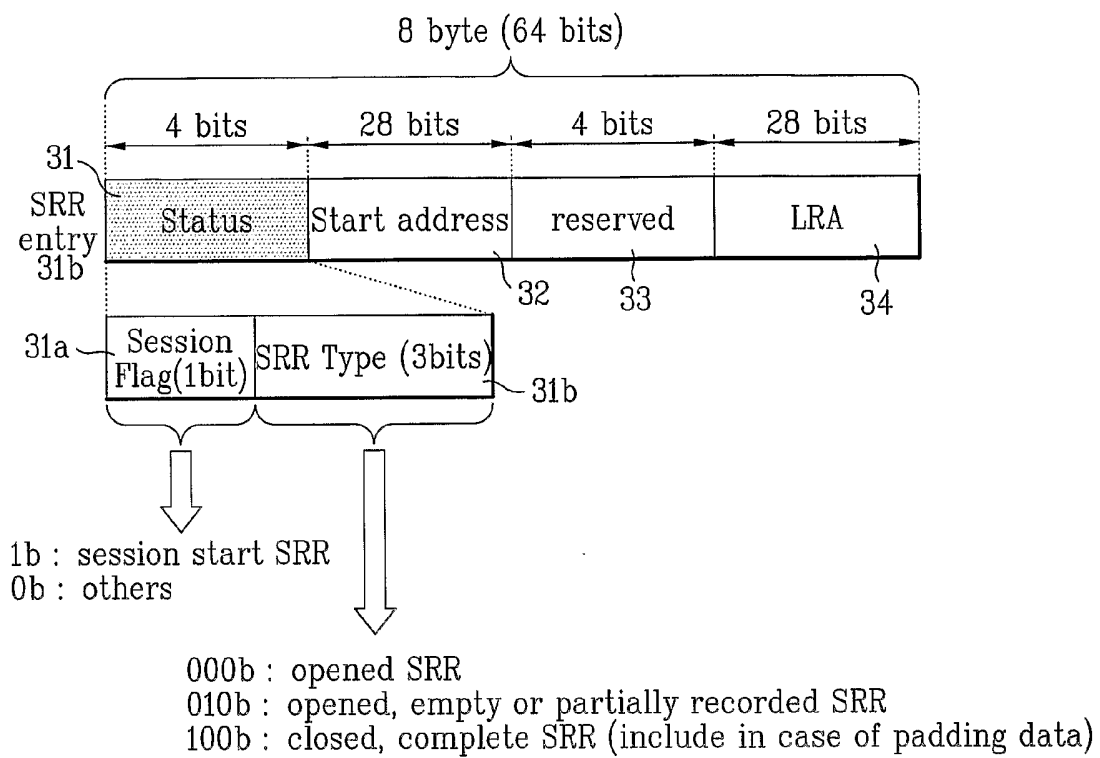 8 byte (64 bits)
4 bits 28 bits 4 bits 28 bits
31
SRR
entry
31b
Status Start address reserved LRA
32 33 34
31a
Session
Flag(1bit)
SRR Type (3bits)
31b
1b : session start SRR
0b : others
000b : opened SRR
010b : opened, empty or partially recorded SRR
100b : closed, complete SRR (include in case of padding data)